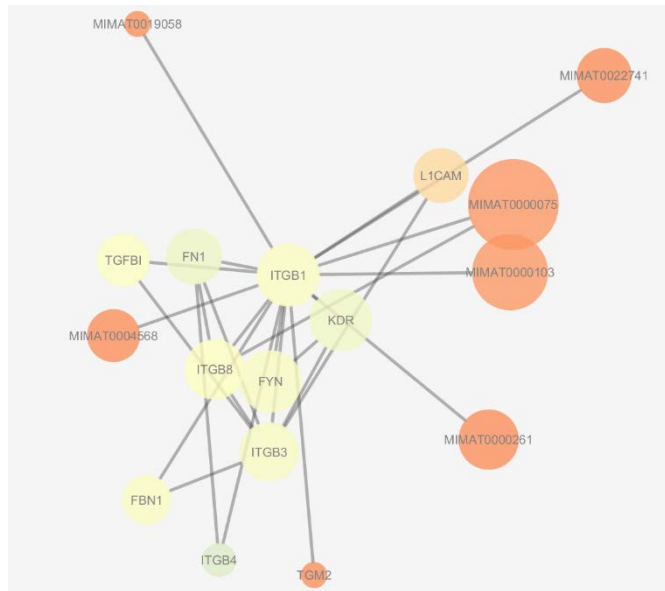 MIMAT0019058
MIMAT0022741
L1CAM
MIMAT0000075
FN1
TGFBI
ITGB1
MIMAT0000103
KDR
MIMAT0004568
ITGB8
FYN
MIMAT0000261
ITGB3
FBN1
ITGB4
TGM2